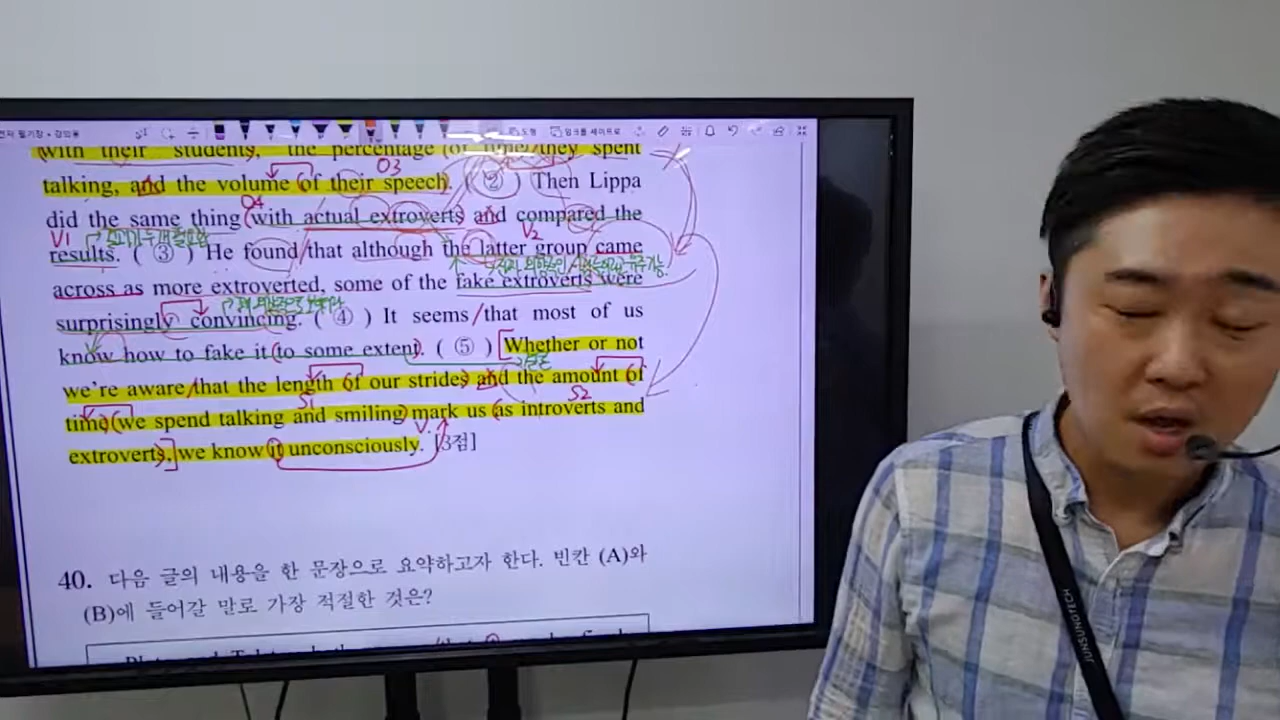 with their students, the percentage of time they spent
talking, and the volume of their speech. ( ② ) Then Lippa
did the same thing with actual extroverts and compared the
results. ( ③ ) He found that although the latter group came
across as more extroverted, some of the fake extroverts were
surprisingly convincing. ( ④ ) It seems that most of us
know how to fake it to some extent. ( ⑤ ) Whether or not
we're aware that the length of our strides and the amount of
time we spend talking and smiling mark us as introverts and
extroverts, we know it unconsciously. [3점]
40. 다음 글의 내용을 한 문장으로 요약하고자 한다. 빈칸 (A)와
(B)에 들어갈 말로 가장 적절한 것은?
JUNSUNGTECH